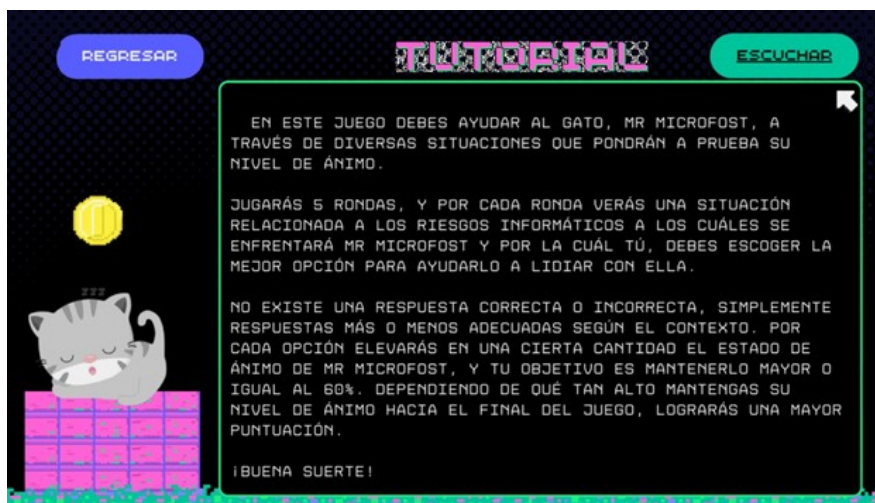 REGRESAR
TUTORIAL
ESCUCHAR
EN ESTE JUEGO DEBES AYUDAR AL GATO, MR MICROFOST, A
TRAVÉS DE DIVERSAS SITUACIONES QUE PONDRÁN A PRUEBA SU
NIVEL DE ÁNIMO.
JUGARÁS 5 RONDAS, Y POR CADA RONDA VERÁS UNA SITUACIÓN
RELACIONADA A LOS RIESGOS INFORMÁTICOS A LOS CUÁLES SE
ENFRENTARÁ MR MICROFOST Y POR LA CUÁL TÚ, DEBES ESCOGER LA
MEJOR OPCIÓN PARA AYUDARLO A LIDIAR CON ELLA.
NO EXISTE UNA RESPUESTA CORRECTA O INCORRECTA, SIMPLEMENTE
RESPUESTAS MÁS O MENOS ADECUADAS SEGÚN EL CONTEXTO. POR
CADA OPCIÓN ELEVARÁS EN UNA CIERTA CANTIDAD EL ESTADO DE
ÁNIMO DE MR MICROFOST, Y TU OBJETIVO ES MANTENERLO MAYOR O
IGUAL AL 60%. DEPENDIENDO DE QUÉ TAN ALTO MANTENGAS SU
NIVEL DE ÁNIMO HACIA EL FINAL DEL JUEGO, LOGRARÁS UNA MAYOR
PUNTUACIÓN.
¡BUENA SUERTE!
ZZZ